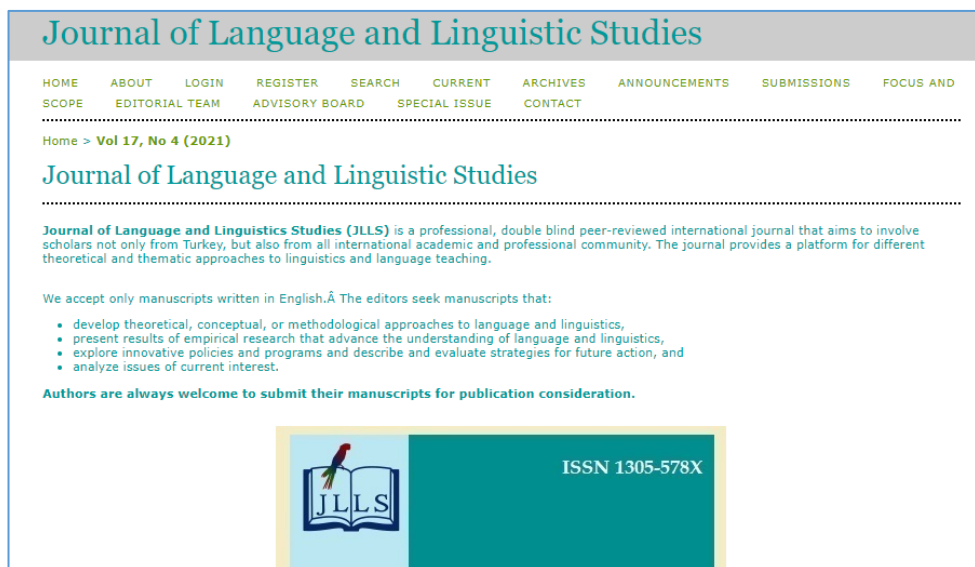 Journal of Language and Linguistic Studies
HOME ABOUT LOGIN REGISTER SEARCH CURRENT ARCHIVES ANNOUNCEMENTS SUBMISSIONS FOCUS AND
SCOPE EDITORIAL TEAM ADVISORY BOARD SPECIAL ISSUE CONTACT
Home > Vol 17, No 4 (2021)
Journal of Language and Linguistic Studies
Journal of Language and Linguistics Studies (JLLS) is a professional, double blind peer-reviewed international journal that aims to involve
scholars not only from Turkey, but also from all international academic and professional community. The journal provides a platform for different
theoretical and thematic approaches to linguistics and language teaching.
We accept only manuscripts written in English.Â The editors seek manuscripts that:
• develop theoretical, conceptual, or methodological approaches to language and linguistics,
• present results of empirical research that advance the understanding of language and linguistics,
• explore innovative policies and programs and describe and evaluate strategies for future action, and
• analyze issues of current interest.
Authors are always welcome to submit their manuscripts for publication consideration.
ISSN 1305-578X
JLLS